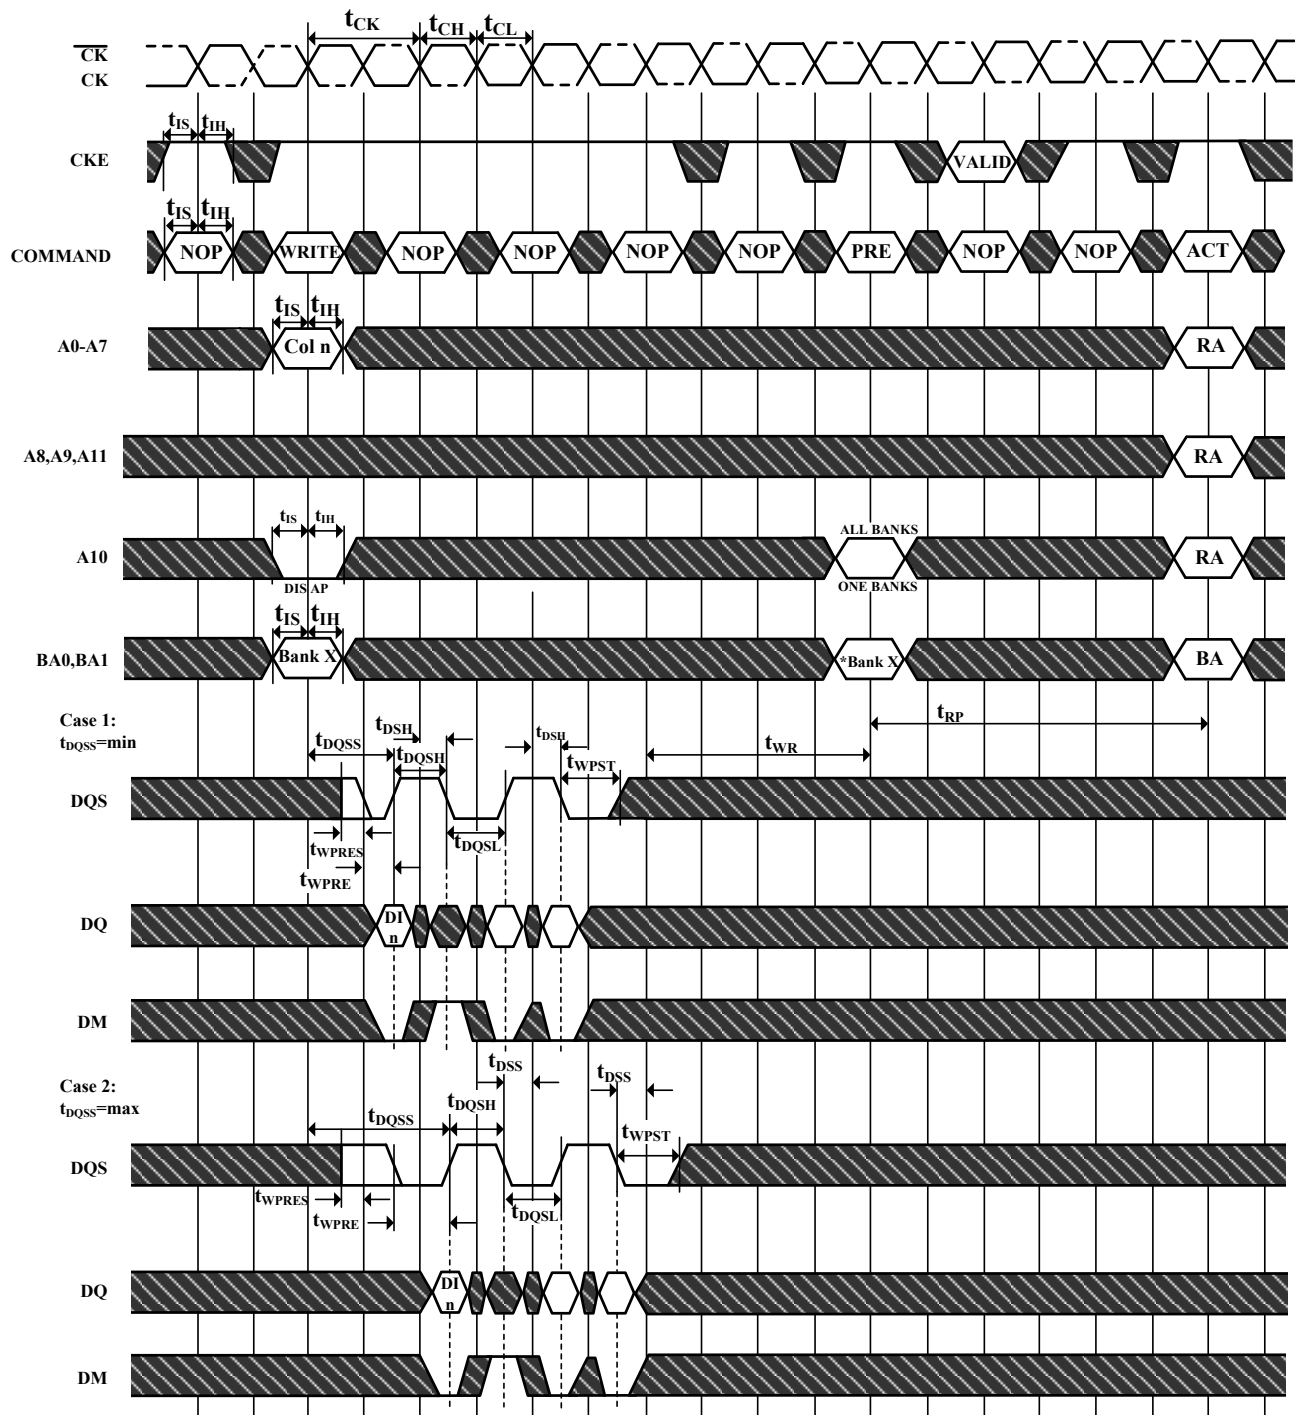 tCK tCH tCL
CK
CK
tIS tIH
CKE VALID
tIS tIH
COMMAND NOP WRITE NOP NOP NOP NOP PRE NOP NOP ACT
tIS tIH
A0-A7 Col n RA
A8,A9,A11 RA
tIS tIH ALL BANKS
A10 RA
DIS AP ONE BANKS
tIS tIH
BA0,BA1 Bank X *Bank X BA
Case 1:
tDQSS=min
tDSH tDSH tRP
tDQSS tDQSH tWPST tWR
DQS
tWPRES tDQSL
tWPRE
DQ DI
n
DM
Case 2:
tDQSS=max
tDSS tDSS
tDQSS tDQSH tWPST
DQS
tWPRES tDQSL
tWPRE
DQ DI
n
DM